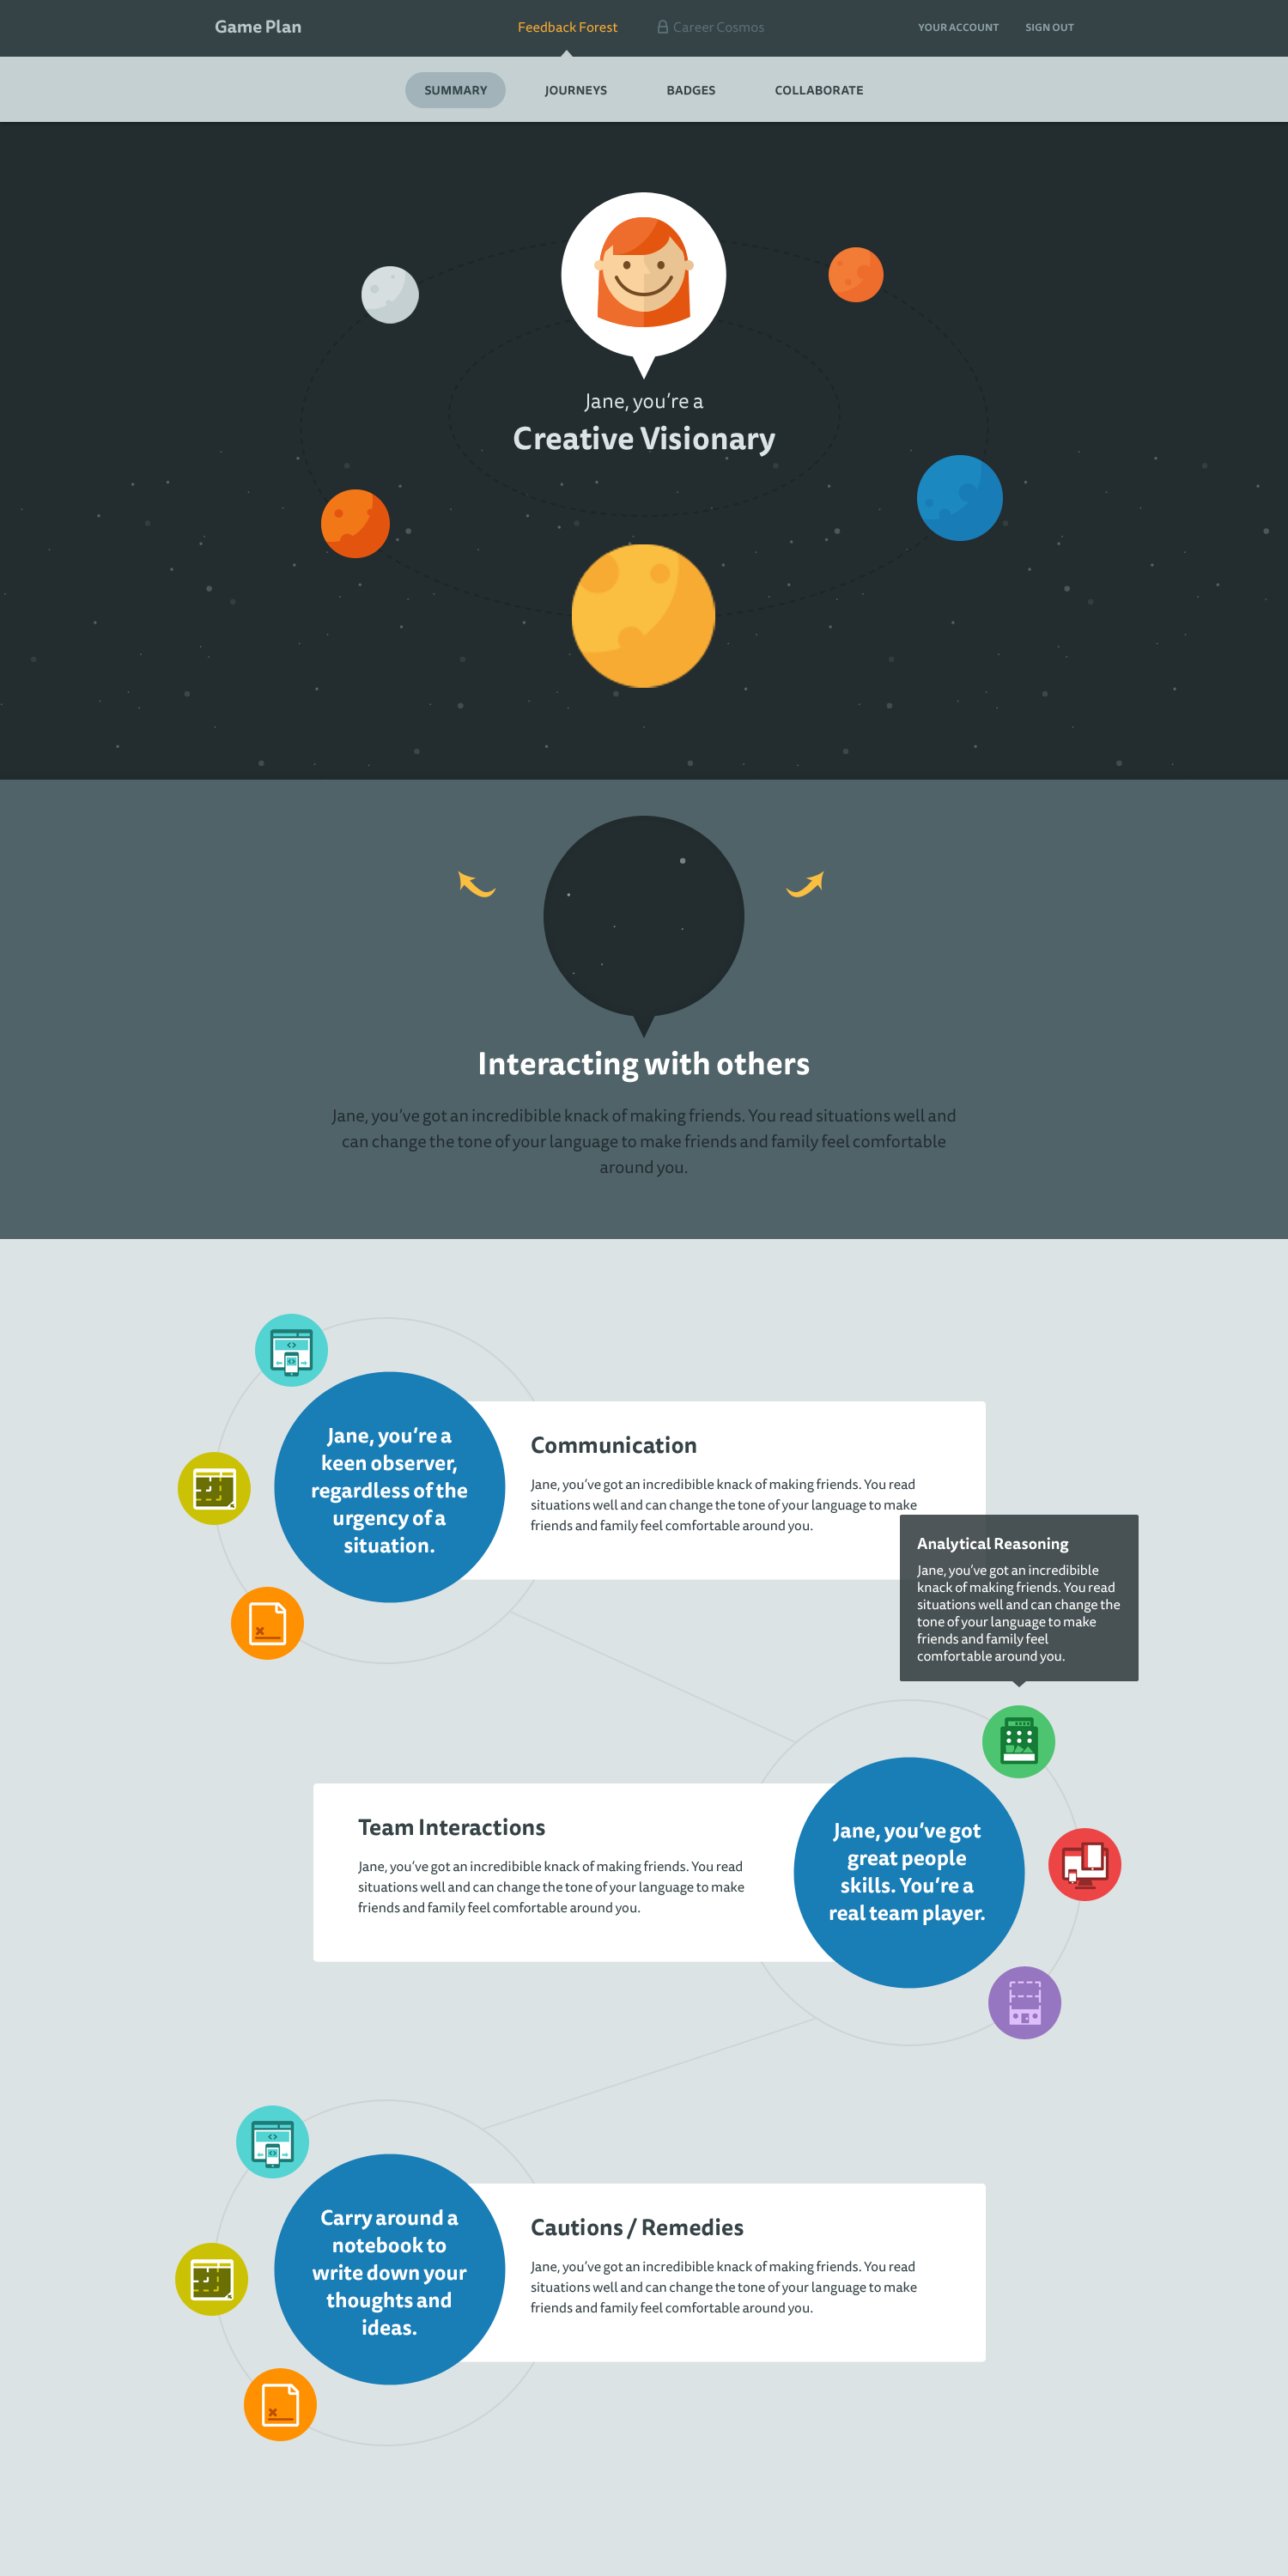 Game Plan
Feedback Forest
Career Cosmos
YOUR ACCOUNT
SIGN OUT
SUMMARY
JOURNEYS
BADGES
COLLABORATE
Jane, you're a
Creative Visionary
Interacting with others
Jane, you've got an incredibible knack of making friends. You read situations well and
can change the tone of your language to make friends and family feel comfortable
around you.
Jane, you're a
keen observer,
regardless of the
urgency of a
situation.
Communication
Jane, you've got an incredibible knack of making friends. You read
situations well and can change the tone of your language to make
friends and family feel comfortable around you.
Analytical Reasoning
Jane, you've got an incredibible
knack of making friends. You read
situations well and can change the
tone of your language to make
friends and family feel
comfortable around you.
Team Interactions
Jane, you've got an incredibible knack of making friends. You read
situations well and can change the tone of your language to make
friends and family feel comfortable around you.
Jane, you've got
great people
skills. You're a
real team player.
Carry around a
notebook to
write down your
thoughts and
ideas.
Cautions / Remedies
Jane, you've got an incredibible knack of making friends. You read
situations well and can change the tone of your language to make
friends and family feel comfortable around you.